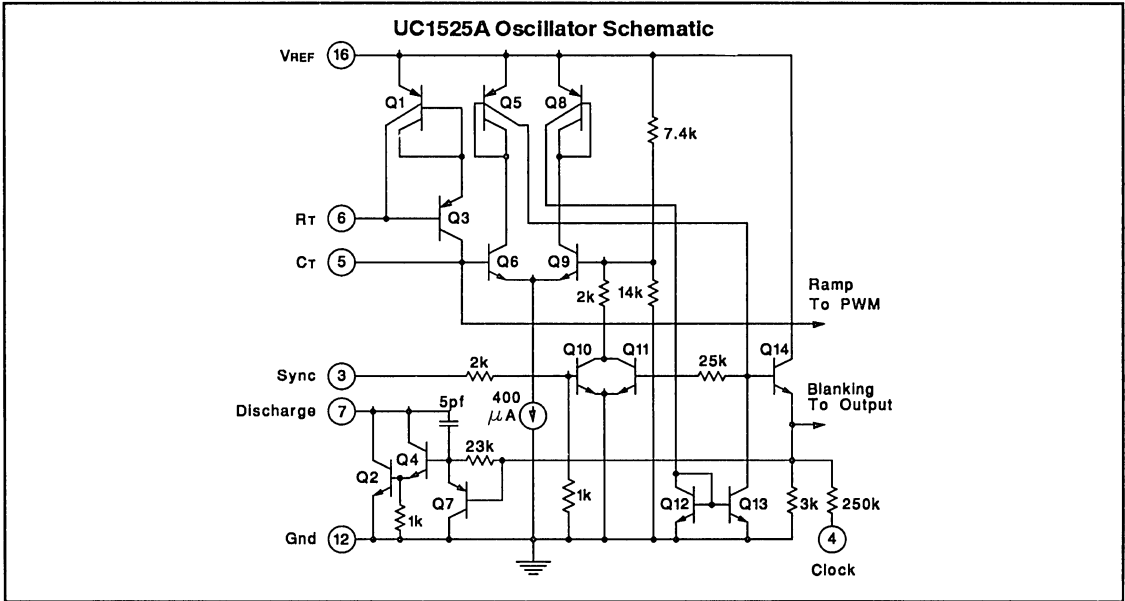 UC1525A Oscillator Schematic
VREF 16
Q1
Q5
Q8
7.4k
RT 6
Q3
CT 5
Q6
Q9
2k
14k
Ramp
To PWM
Q10
Q11
Q14
Sync 3
2k
25k
Blanking
To Output
400
μA
Discharge 7
5pf
Q4
23k
Q2
Q7
1k
1k
Q12
Q13
3k
250k
Gnd 12
4
Clock